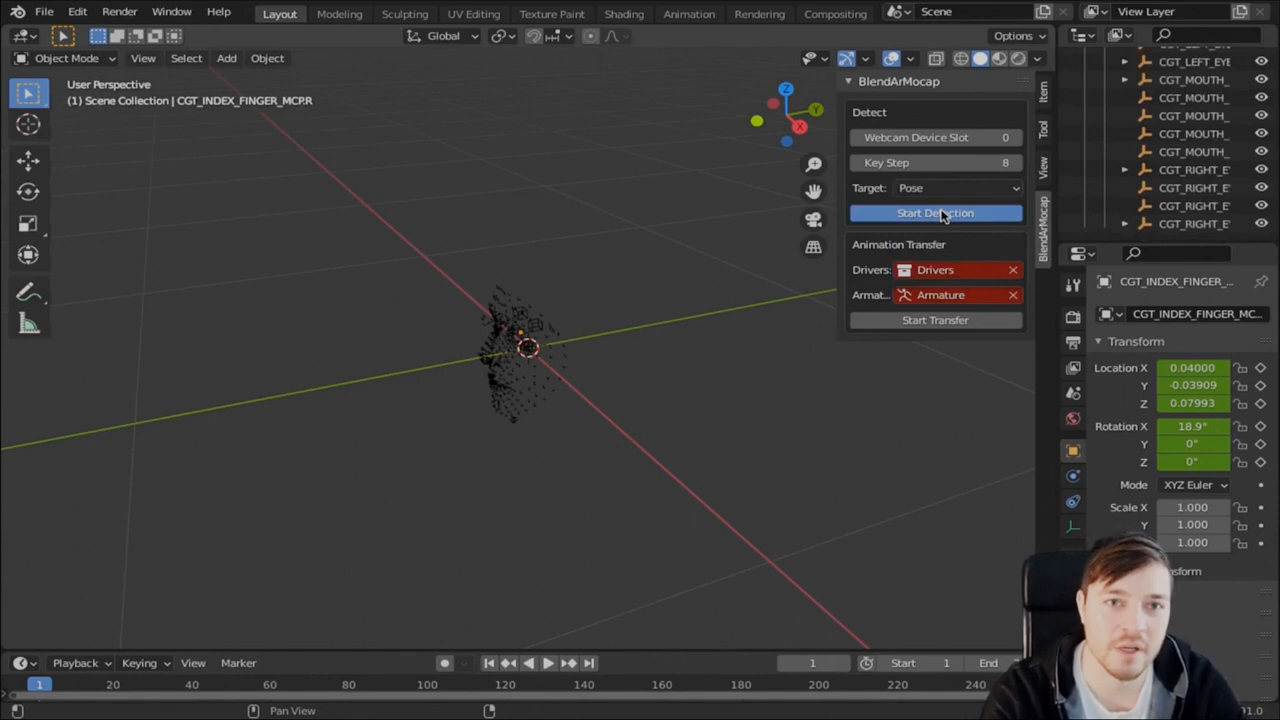 File Edit Render Window Help Layout Modeling Sculpting UV Editing Texture Paint Shading Animation Rendering Compositing Scene View Layer
Global Options
Object Mode View Select Add Object
User Perspective
(1) Scene Collection | CGT_INDEX_FINGER_MCP.R
Z
Y
X
BlendArMocap
Detect
Webcam Device Slot 0
Key Step 8
Target: Pose
Start Detection
Animation Transfer
Drivers: Drivers
Armat... Armature
Start Transfer
Item
Tool
View
BlendArMocap
CGT_LEFT_EYE
CGT_MOUTH_
CGT_MOUTH_
CGT_MOUTH_
CGT_MOUTH_
CGT_MOUTH_
CGT_RIGHT_E
CGT_RIGHT_E
CGT_RIGHT_E
CGT_RIGHT_E
CGT_INDEX_FINGER_...
CGT_INDEX_FINGER_MC...
Transform
Location X 0.04000
Y -0.03909
Z 0.07993
Rotation X 18.9°
Y 0°
Z 0°
Mode XYZ Euler
Scale X 1.000
Y 1.000
1.000
Playback Keying View Marker 1 Start 1 End
1 20 40 60 80 100 120 140 160 180 200 220 240
Pan View